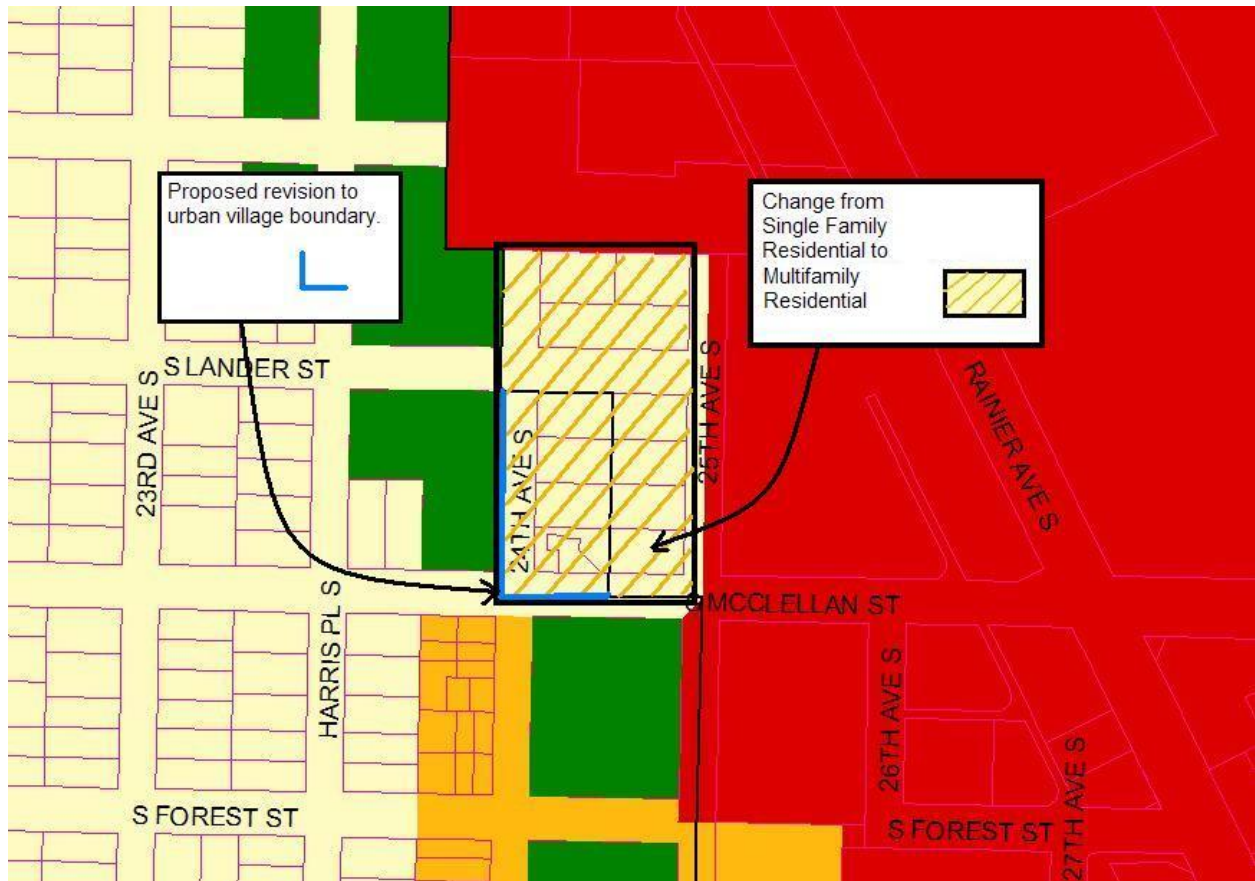 Proposed revision to
urban village boundary.
Change from
Single Family
Residential to
Multifamily
Residential
S LANDER ST
23RD AVE S
24TH AVE S
25TH AVE S
RAINIER AVE S
HARRIS PL S
S MCCLELLAN ST
26TH AVE S
27TH AVE S
S FOREST ST
S FOREST ST